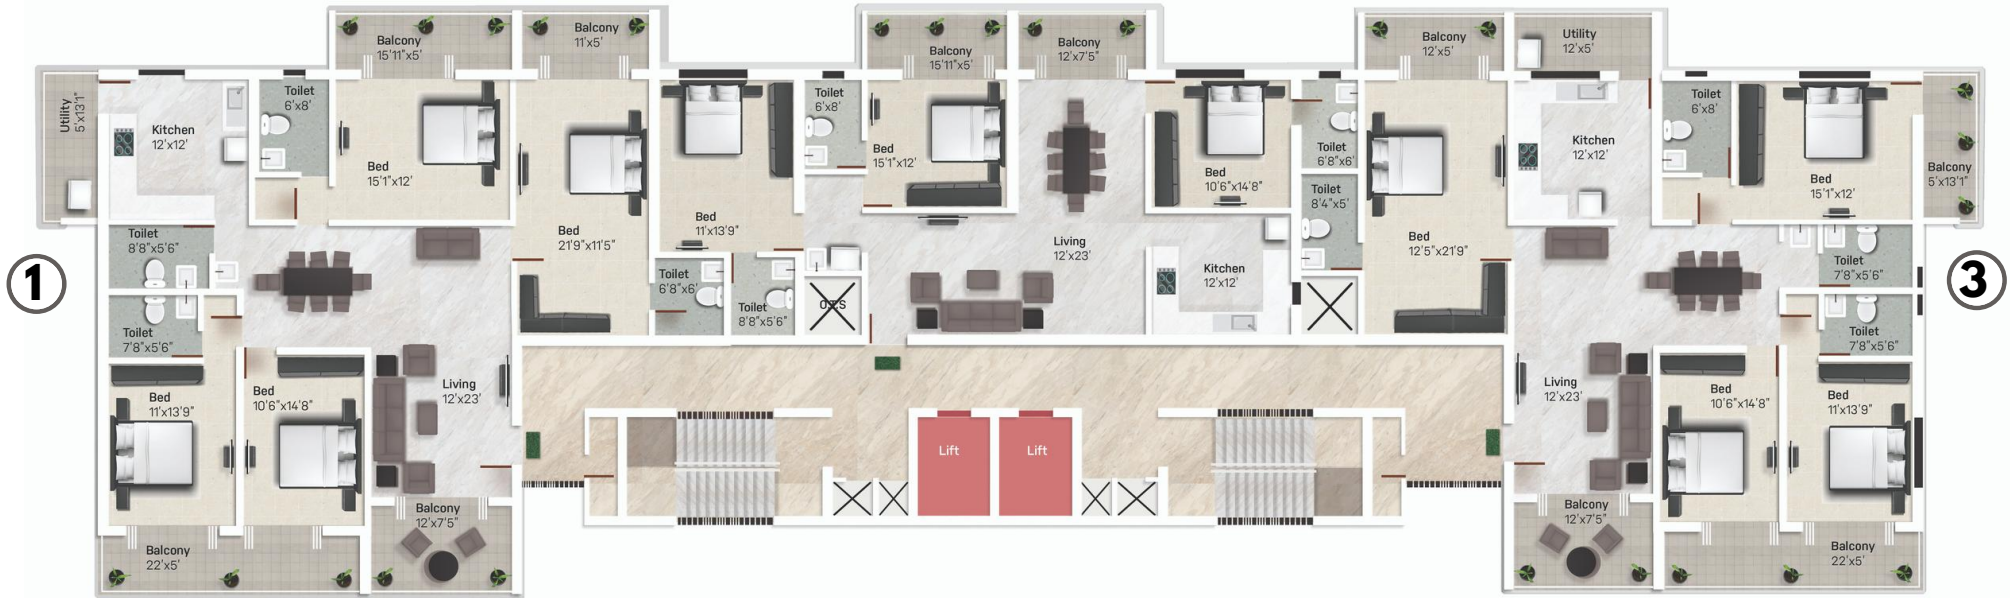 1
Utility
5'x13'1"
Kitchen
12'x12'
Toilet
6'x8'
Balcony
15'11"x5'
Bed
15'1"x12'
Balcony
11'x5'
Bed
21'9"x11'5"
Toilet
8'8"x5'6"
Toilet
7'8"x5'6"
Bed
11'x13'9"
Bed
10'6"x14'8"
Living
12'x23'
Balcony
22'x5'
Balcony
12'x7'5"
Bed
11'x13'9"
Toilet
6'8"x6'
Toilet
8'8"x5'6"
O.T.S
Toilet
6'x8'
Balcony
15'11"x5'
Bed
15'1"x12'
Balcony
12'x7'5"
Living
12'x23'
Bed
10'6"x14'8"
Kitchen
12'x12'
Toilet
6'8"x6'
Toilet
8'4"x5'
Lift
Lift
Balcony
12'x5'
Bed
12'5"x21'9"
Utility
12'x5'
Kitchen
12'x12'
Toilet
6'x8'
Bed
15'1"x12'
Balcony
5'x13'1"
Toilet
7'8"x5'6"
Toilet
7'8"x5'6"
Living
12'x23'
Bed
10'6"x14'8"
Bed
11'x13'9"
Balcony
12'x7'5"
Balcony
22'x5'
3